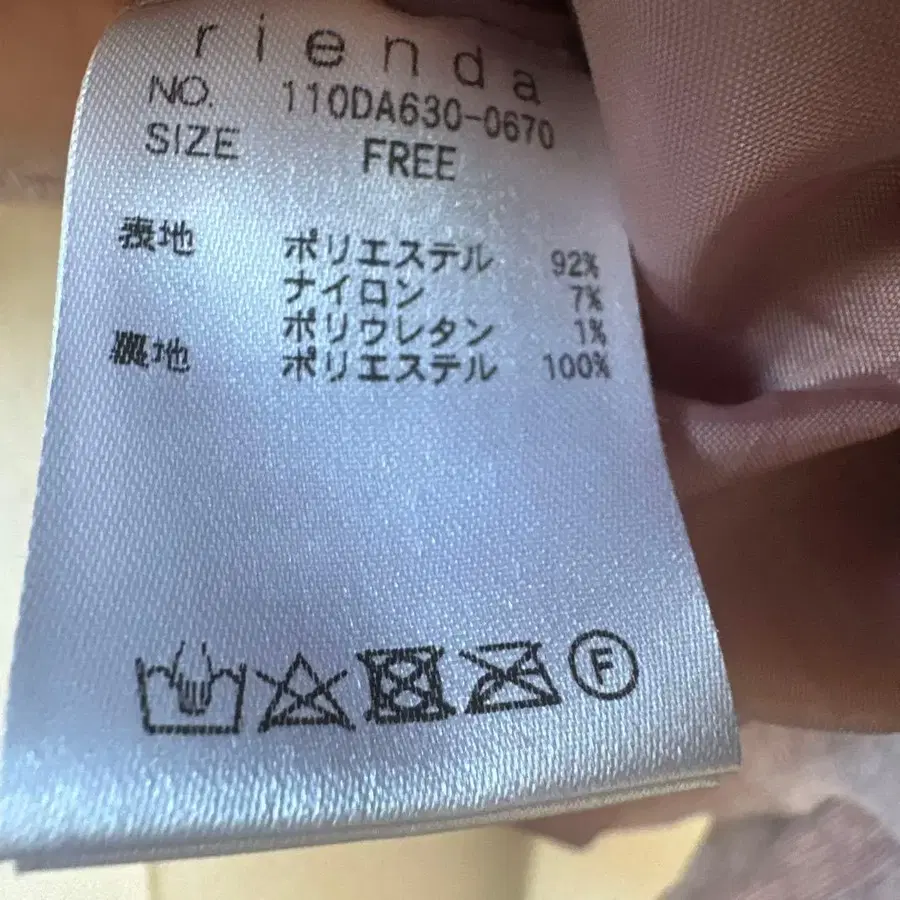 rienda
NO. 110DA630-0670
SIZE FREE
表地 ポリエステル 92%
ナイロン 7%
ポリウレタン 1%
裏地 ポリエステル 100%
F